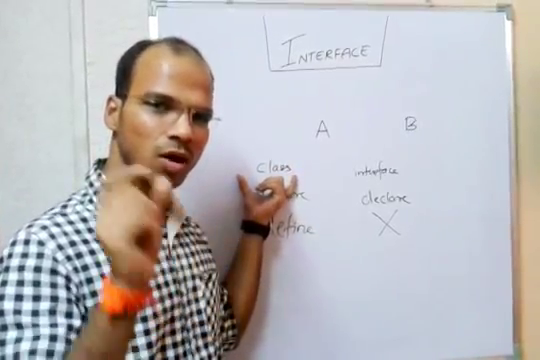 INTERFACE
A B
class interface
declare
define X